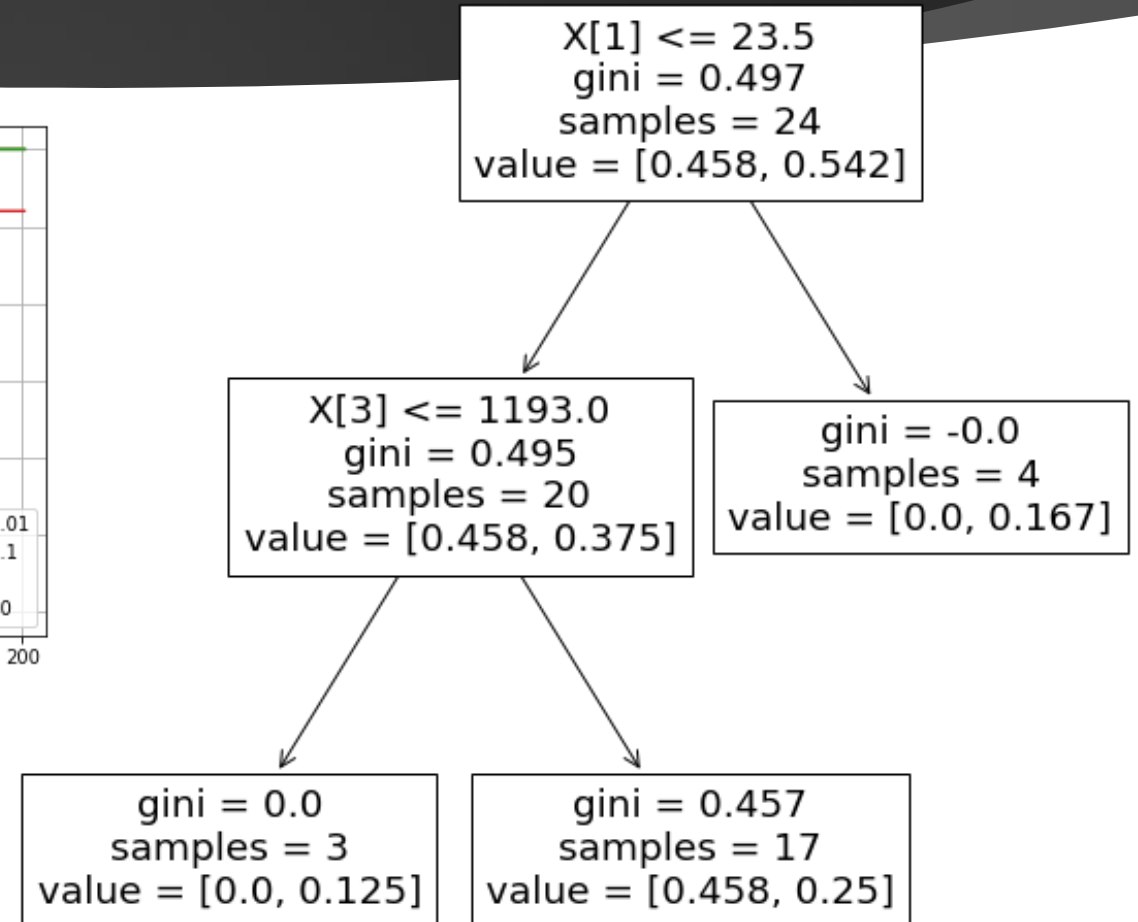 X[1] <= 23.5
gini = 0.497
samples = 24
value = [0.458, 0.542]
X[3] <= 1193.0
gini = 0.495
samples = 20
value = [0.458, 0.375]
gini = -0.0
samples = 4
value = [0.0, 0.167]
.01
.1
0
200
gini = 0.0
samples = 3
value = [0.0, 0.125]
gini = 0.457
samples = 17
value = [0.458, 0.25]